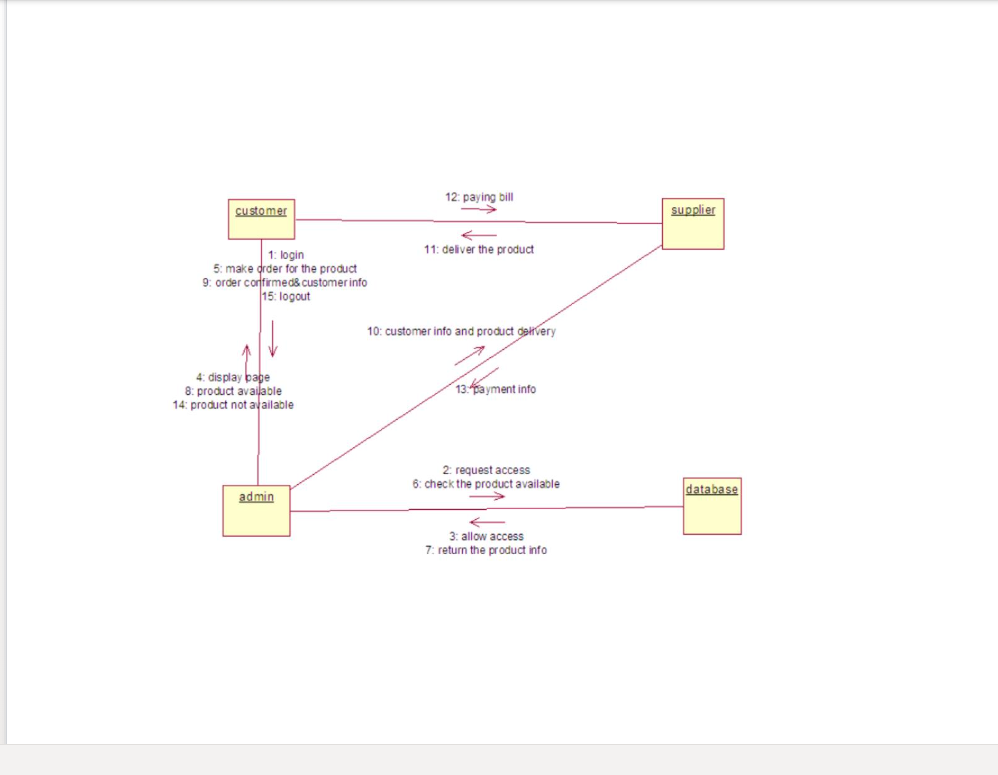 12: paying bill
customer
supplier
11: deliver the product
1: login
5: make order for the product
9: order confirmed&customer info
15: logout
10: customer info and product delivery
4: display page
8: product available
14: product not available
13: payment info
2: request access
6: check the product available
admin
database
3: allow access
7: return the product info